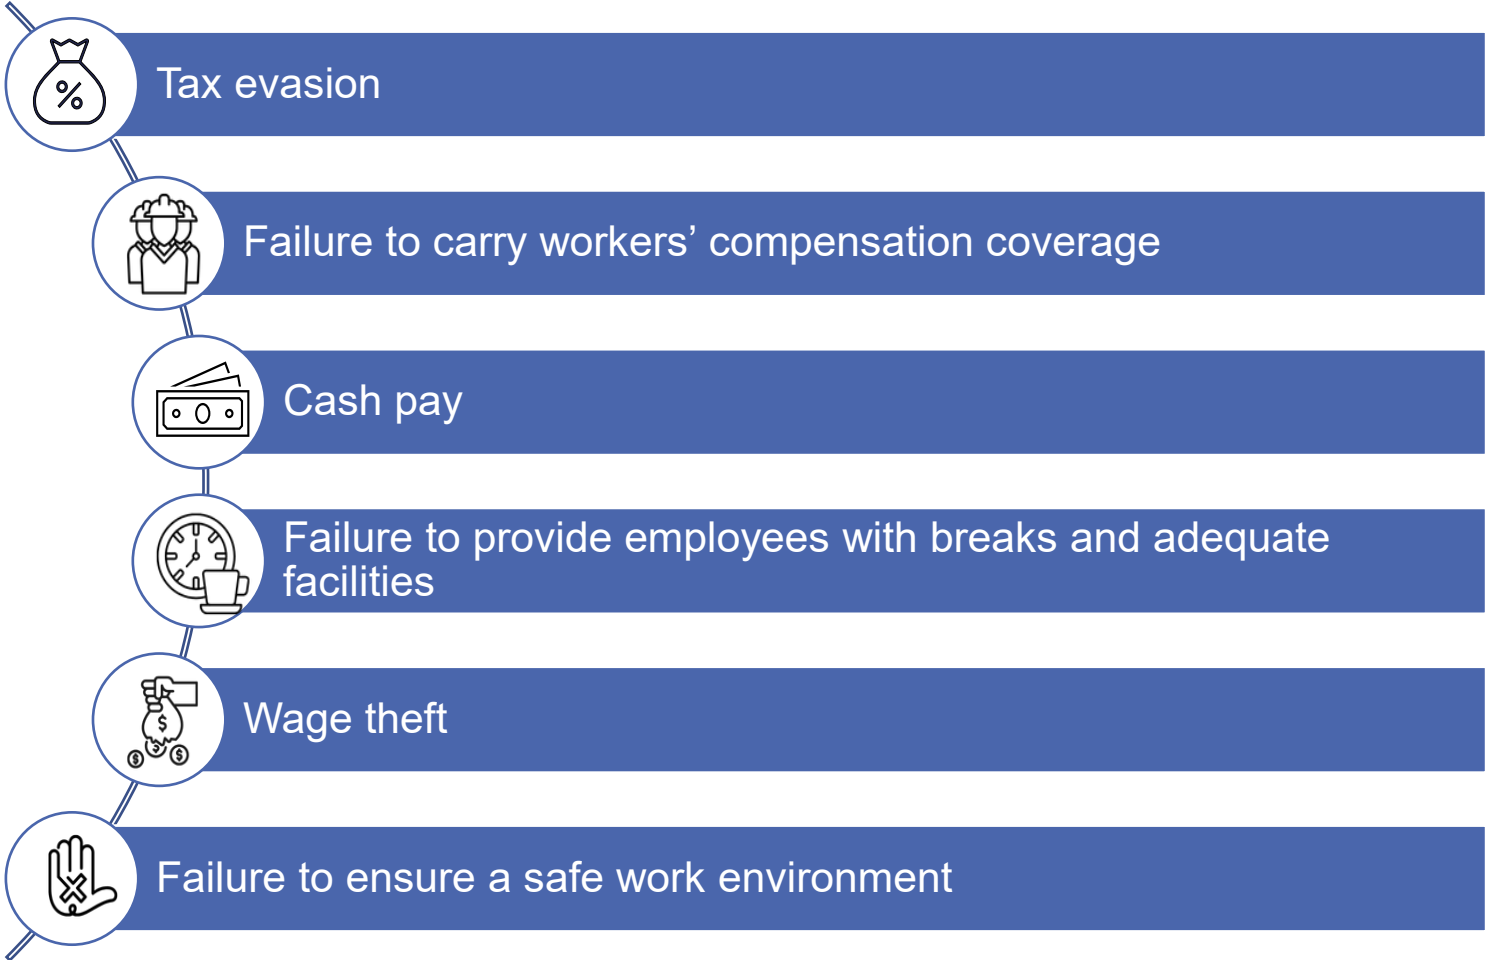 Tax evasion
Failure to carry workers’ compensation coverage
Cash pay
Failure to provide employees with breaks and adequate
facilities
Wage theft
Failure to ensure a safe work environment